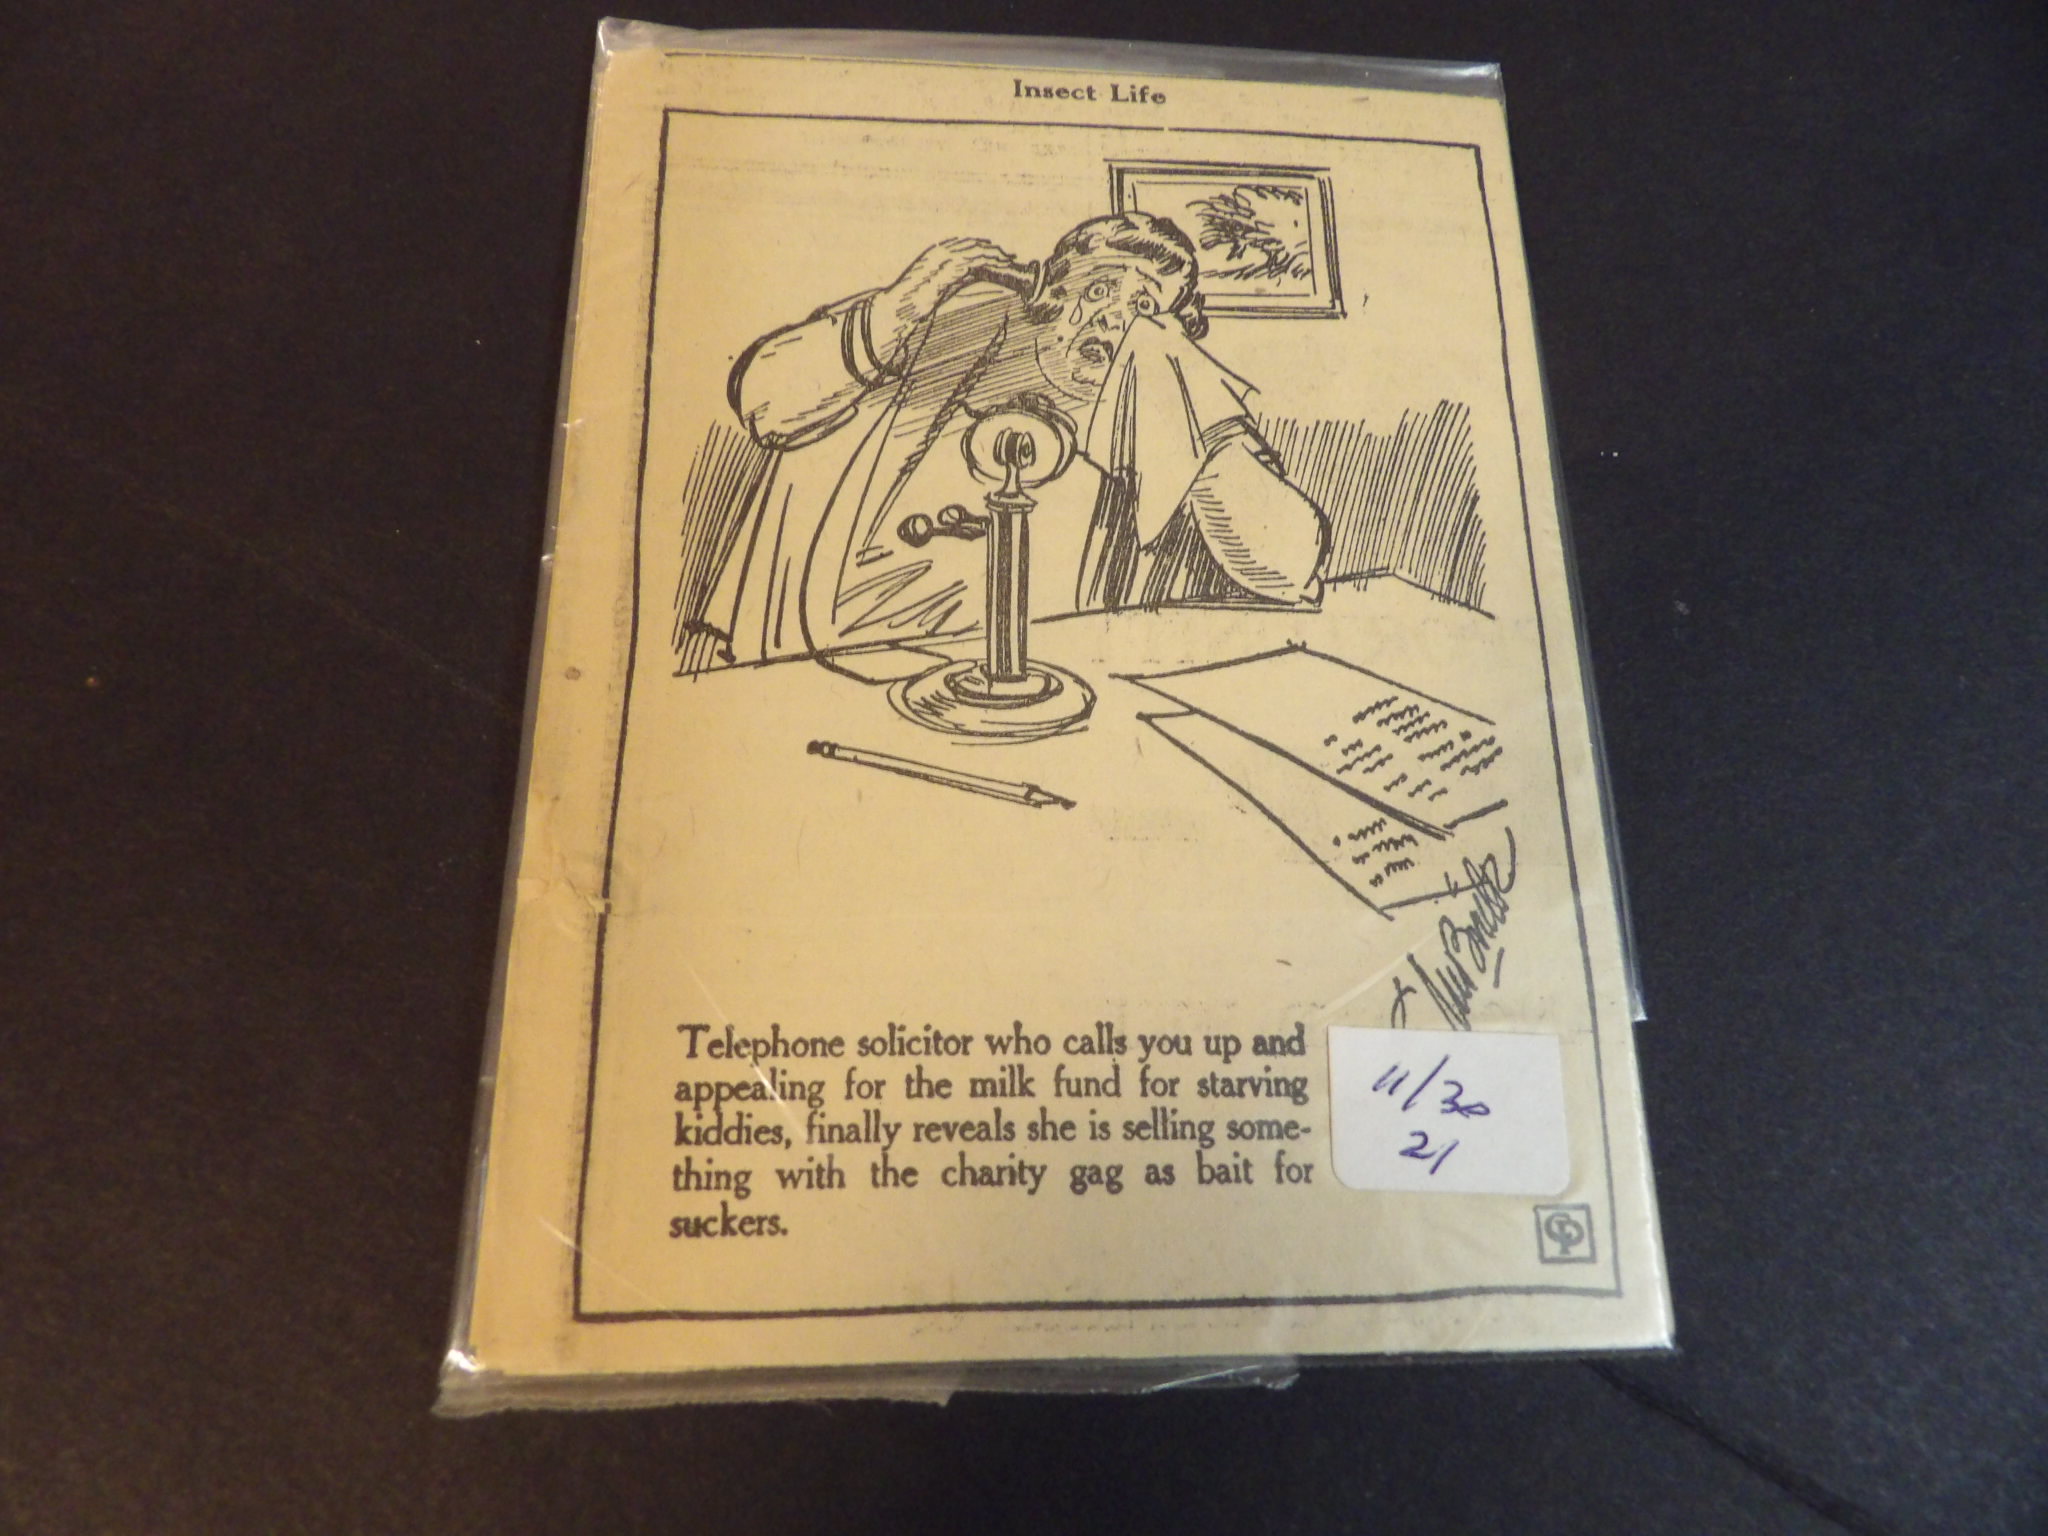 Insect Life
Telephone solicitor who calls you up and
appealing for the milk fund for starving
kiddies, finally reveals she is selling some-
thing with the charity gag as bait for
suckers.
11/30
21